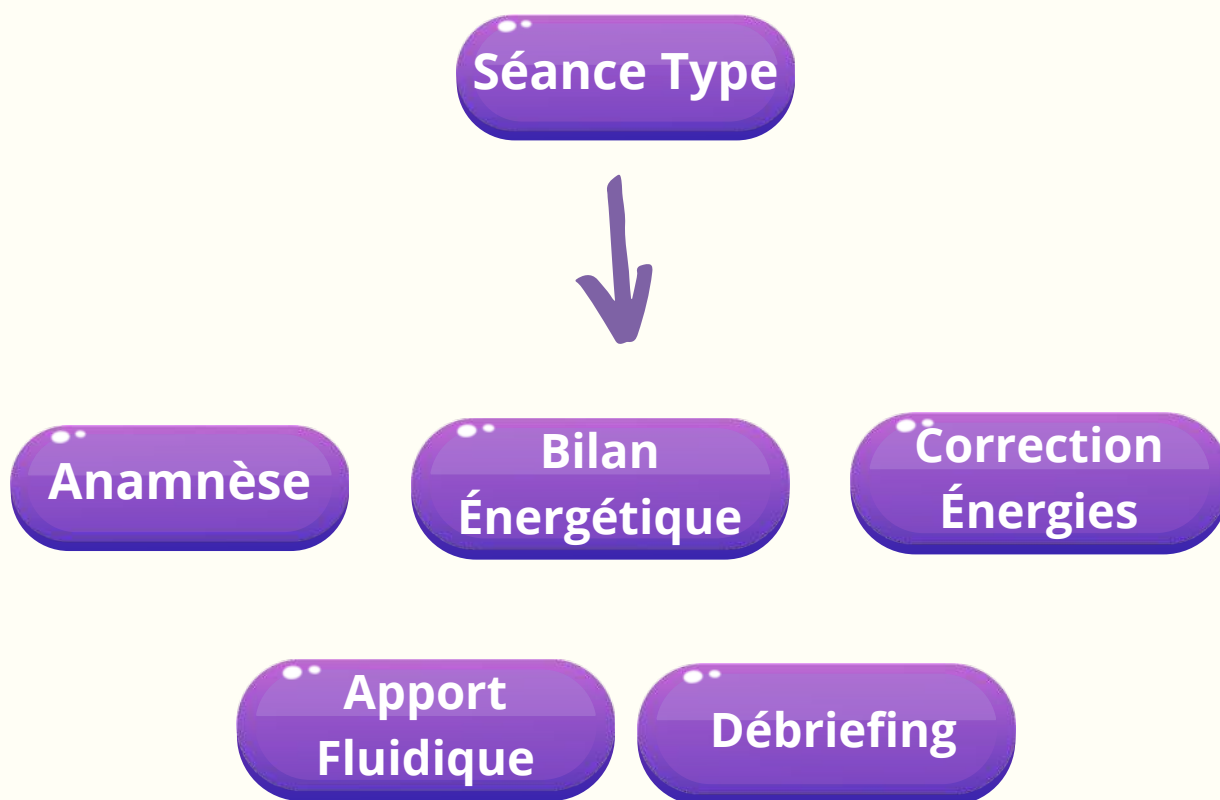 Séance Type
Anamnèse
Bilan
Énergétique
Correction
Énergies
Apport
Fluidique
Débriefing